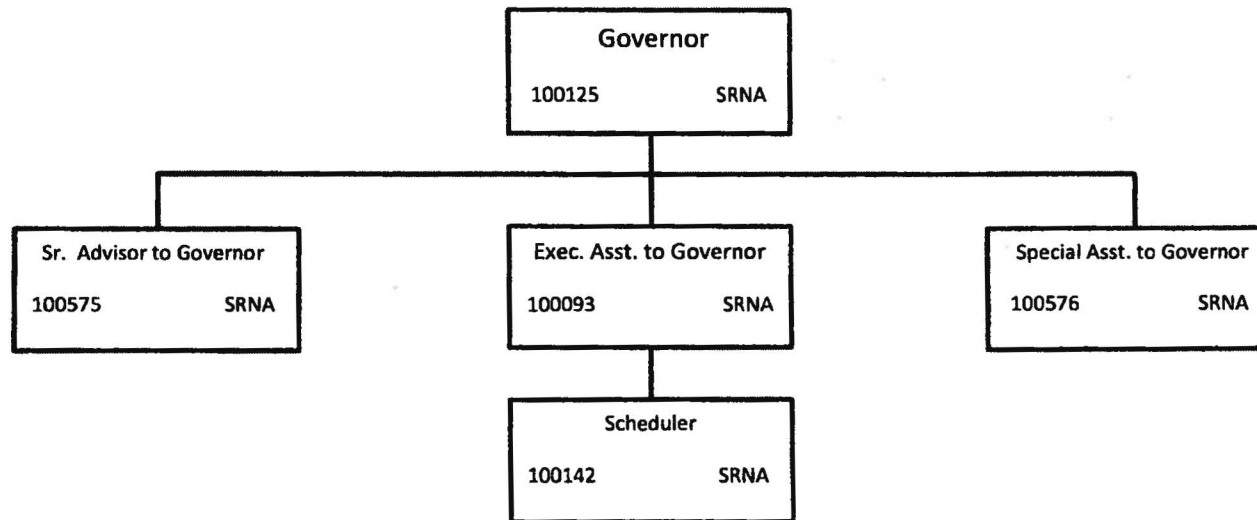 Governor
100125 SRNA
Sr. Advisor to Governor
100575 SRNA
Exec. Asst. to Governor
100093 SRNA
Special Asst. to Governor
100576 SRNA
Scheduler
100142 SRNA